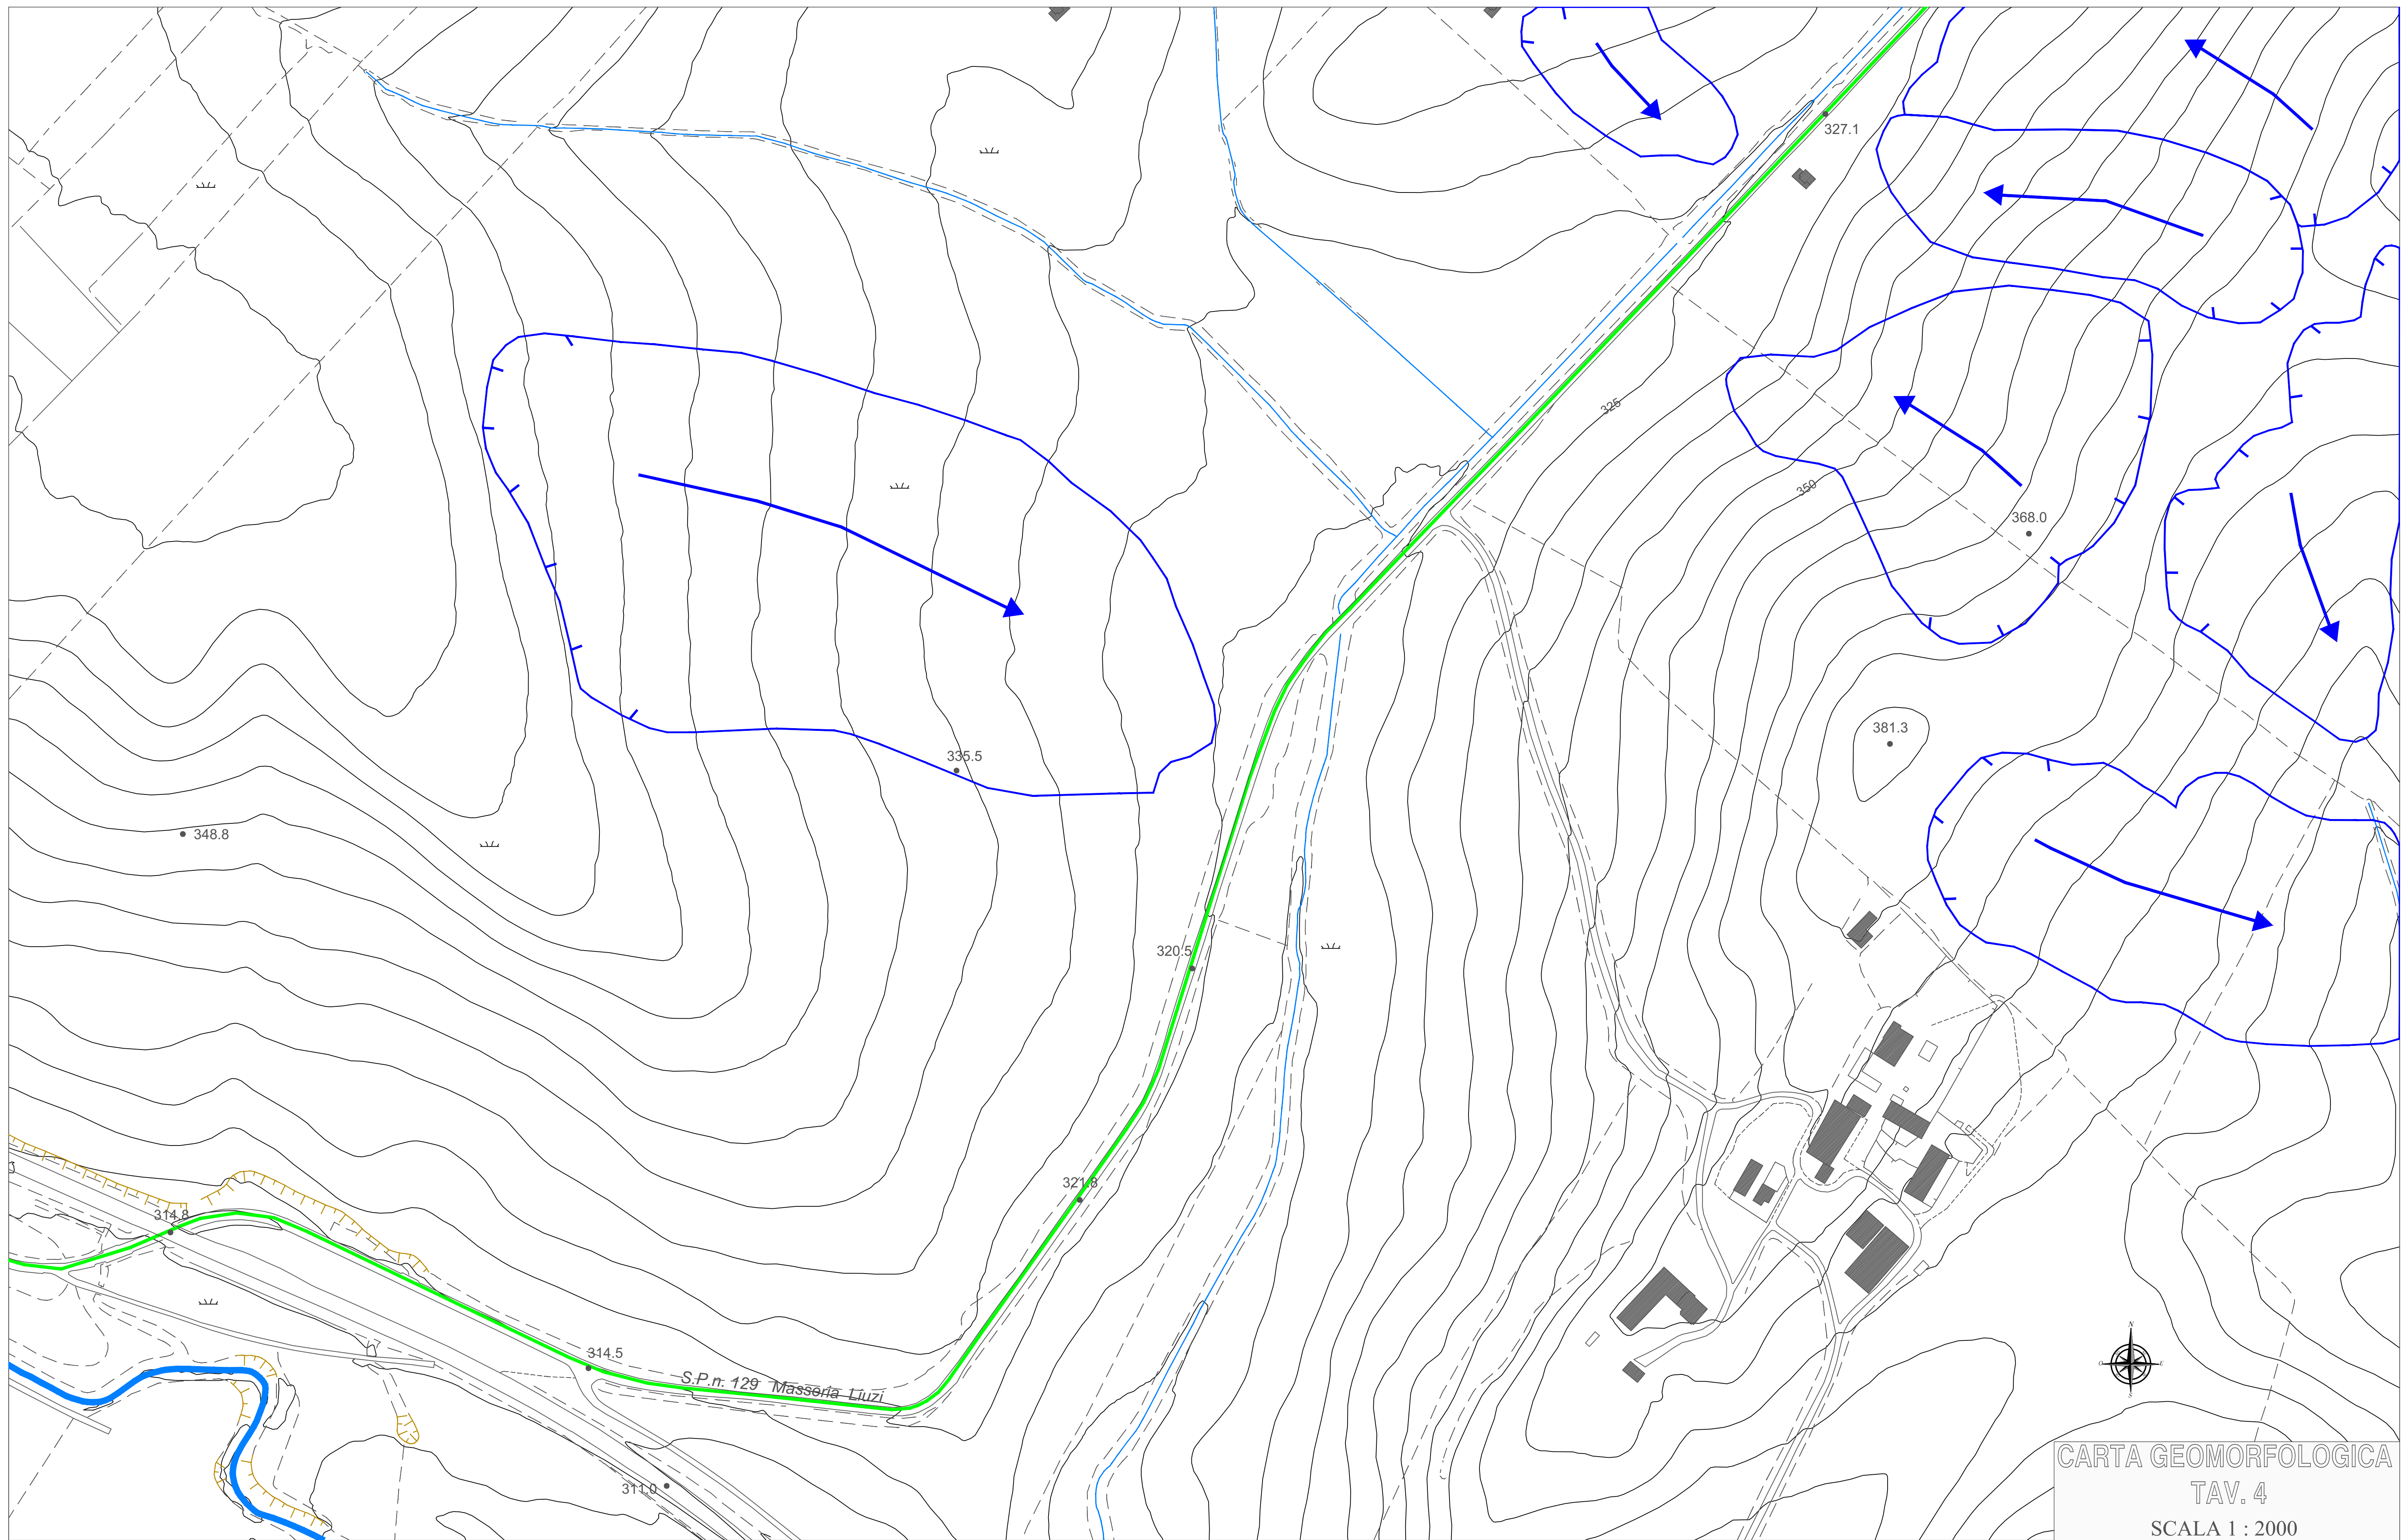 327.1
325
350
368.0
381.3
335.5
348.8
320.5
321.8
314.8
314.5
S.P.n. 129 Masseria Liuzi
311.0
N
O E
S
CARTA GEOMORFOLOGICA
TAV. 4
SCALA 1 : 2000